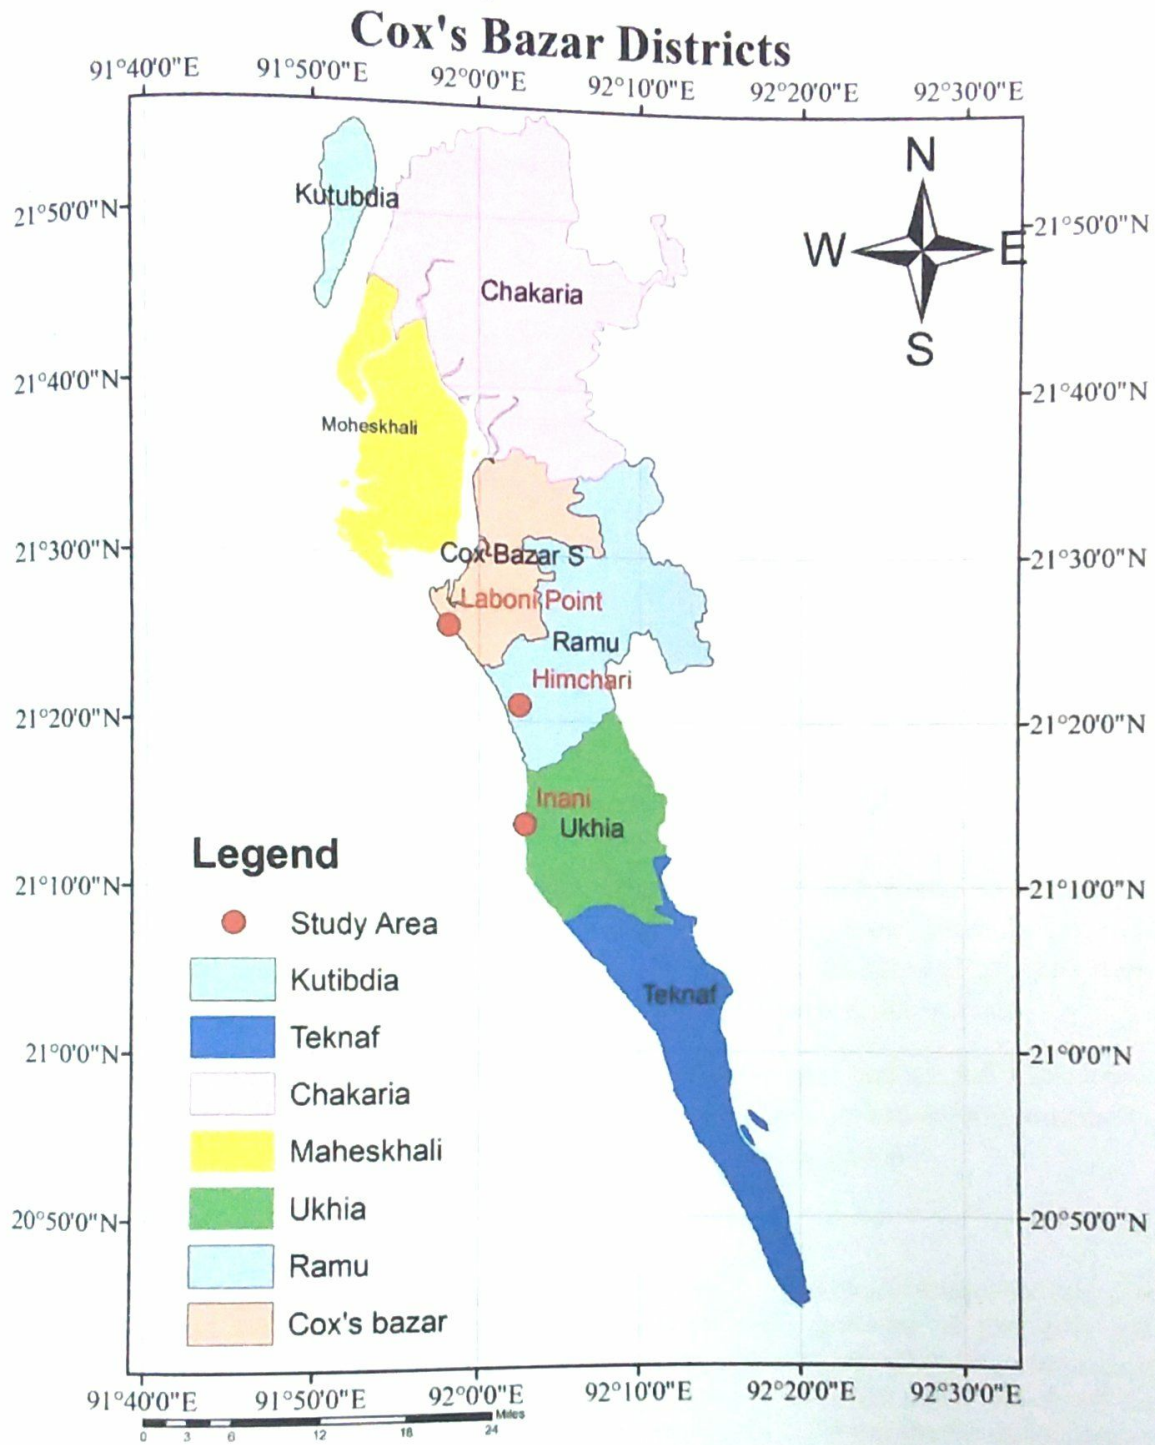 Cox's Bazar Districts
91°40'0"E 91°50'0"E 92°0'0"E 92°10'0"E 92°20'0"E 92°30'0"E
N
Kutubdia
21°50'0"N 21°50'0"N
W E
Chakaria
S
21°40'0"N 21°40'0"N
Moheskhali
21°30'0"N 21°30'0"N
Cox Bazar S
Laboni Point
Ramu
Himchari
21°20'0"N 21°20'0"N
Inani
Ukhia
Legend
21°10'0"N 21°10'0"N
Study Area
Kutibdia
Teknaf
Teknaf
21°0'0"N 21°0'0"N
Chakaria
Maheskhali
Ukhia
20°50'0"N 20°50'0"N
Ramu
Cox's bazar
91°40'0"E 91°50'0"E 92°0'0"E 92°10'0"E 92°20'0"E 92°30'0"E
Miles
0 3 6 12 18 24